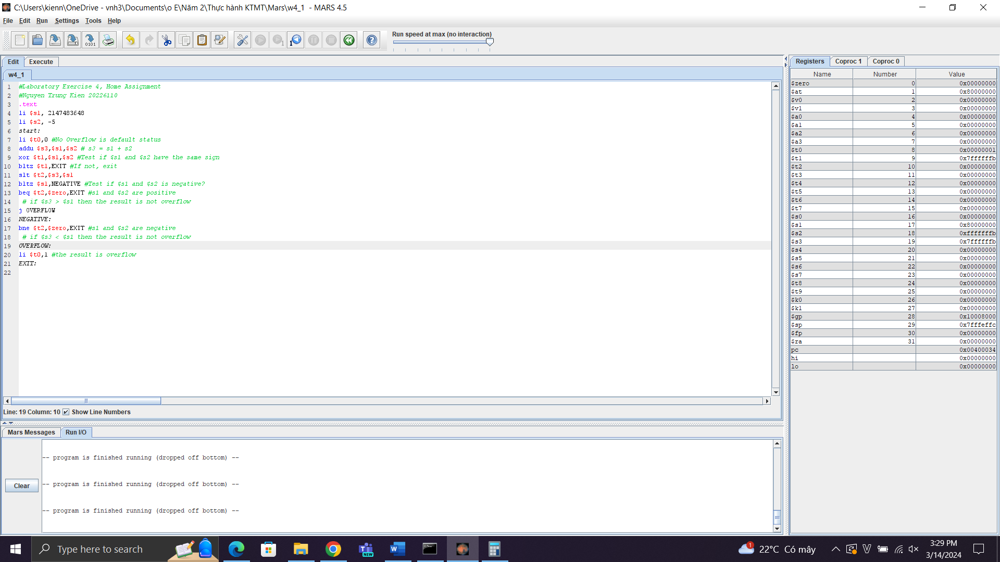 C:\Users\kienn\OneDrive - vnh3\Documents\o E\Năm 2\Thực hành KTMT\Mars\w4_1 - MARS 4.5
File Edit Run Settings Tools Help
Run speed at max (no interaction)
Edit Execute
w4_1
1 #Laboratory Exercise 4, Home Assignment
2 #Nguyen Trung Kien 20226110
3 .text
4 li $s1, 2147483648
5 li $s2, -5
6 start:
7 li $t0,0 #No Overflow is default status
8 addu $s3,$s1,$s2 # s3 = s1 + s2
9 xor $t1,$s1,$s2 #Test if $s1 and $s2 have the same sign
10 bltz $t1,EXIT #If not, exit
11 slt $t2,$s3,$s1
12 bltz $s1,NEGATIVE #Test if $s1 and $s2 is negative?
13 beq $t2,$zero,EXIT #s1 and $s2 are positive
14 # if $s3 > $s1 then the result is not overflow
15 j OVERFLOW
16 NEGATIVE:
17 bne $t2,$zero,EXIT #s1 and $s2 are negative
18 # if $s3 < $s1 then the result is not overflow
19 OVERFLOW:
20 li $t0,1 #the result is overflow
21 EXIT:
22
Line: 19 Column: 10 Show Line Numbers
Mars Messages Run I/O
Clear
-- program is finished running (dropped off bottom) --
-- program is finished running (dropped off bottom) --
-- program is finished running (dropped off bottom) --
Registers Coproc 1 Coproc 0
Name Number Value
$zero 0 0x00000000
$at 1 0x80000000
$v0 2 0x00000000
$v1 3 0x00000000
$a0 4 0x00000000
$a1 5 0x00000000
$a2 6 0x00000000
$a3 7 0x00000000
$t0 8 0x00000001
$t1 9 0x7ffffffb
$t2 10 0x00000000
$t3 11 0x00000000
$t4 12 0x00000000
$t5 13 0x00000000
$t6 14 0x00000000
$t7 15 0x00000000
$s0 16 0x00000000
$s1 17 0x80000000
$s2 18 0xfffffffb
$s3 19 0x7ffffffb
$s4 20 0x00000000
$s5 21 0x00000000
$s6 22 0x00000000
$s7 23 0x00000000
$t8 24 0x00000000
$t9 25 0x00000000
$k0 26 0x00000000
$k1 27 0x00000000
$gp 28 0x10008000
$sp 29 0x7fffeffc
$fp 30 0x00000000
$ra 31 0x00000000
pc 0x00400034
hi 0x00000000
lo 0x00000000
Type here to search
NEW
1
22°C Có mây
3:29 PM
3/14/2024